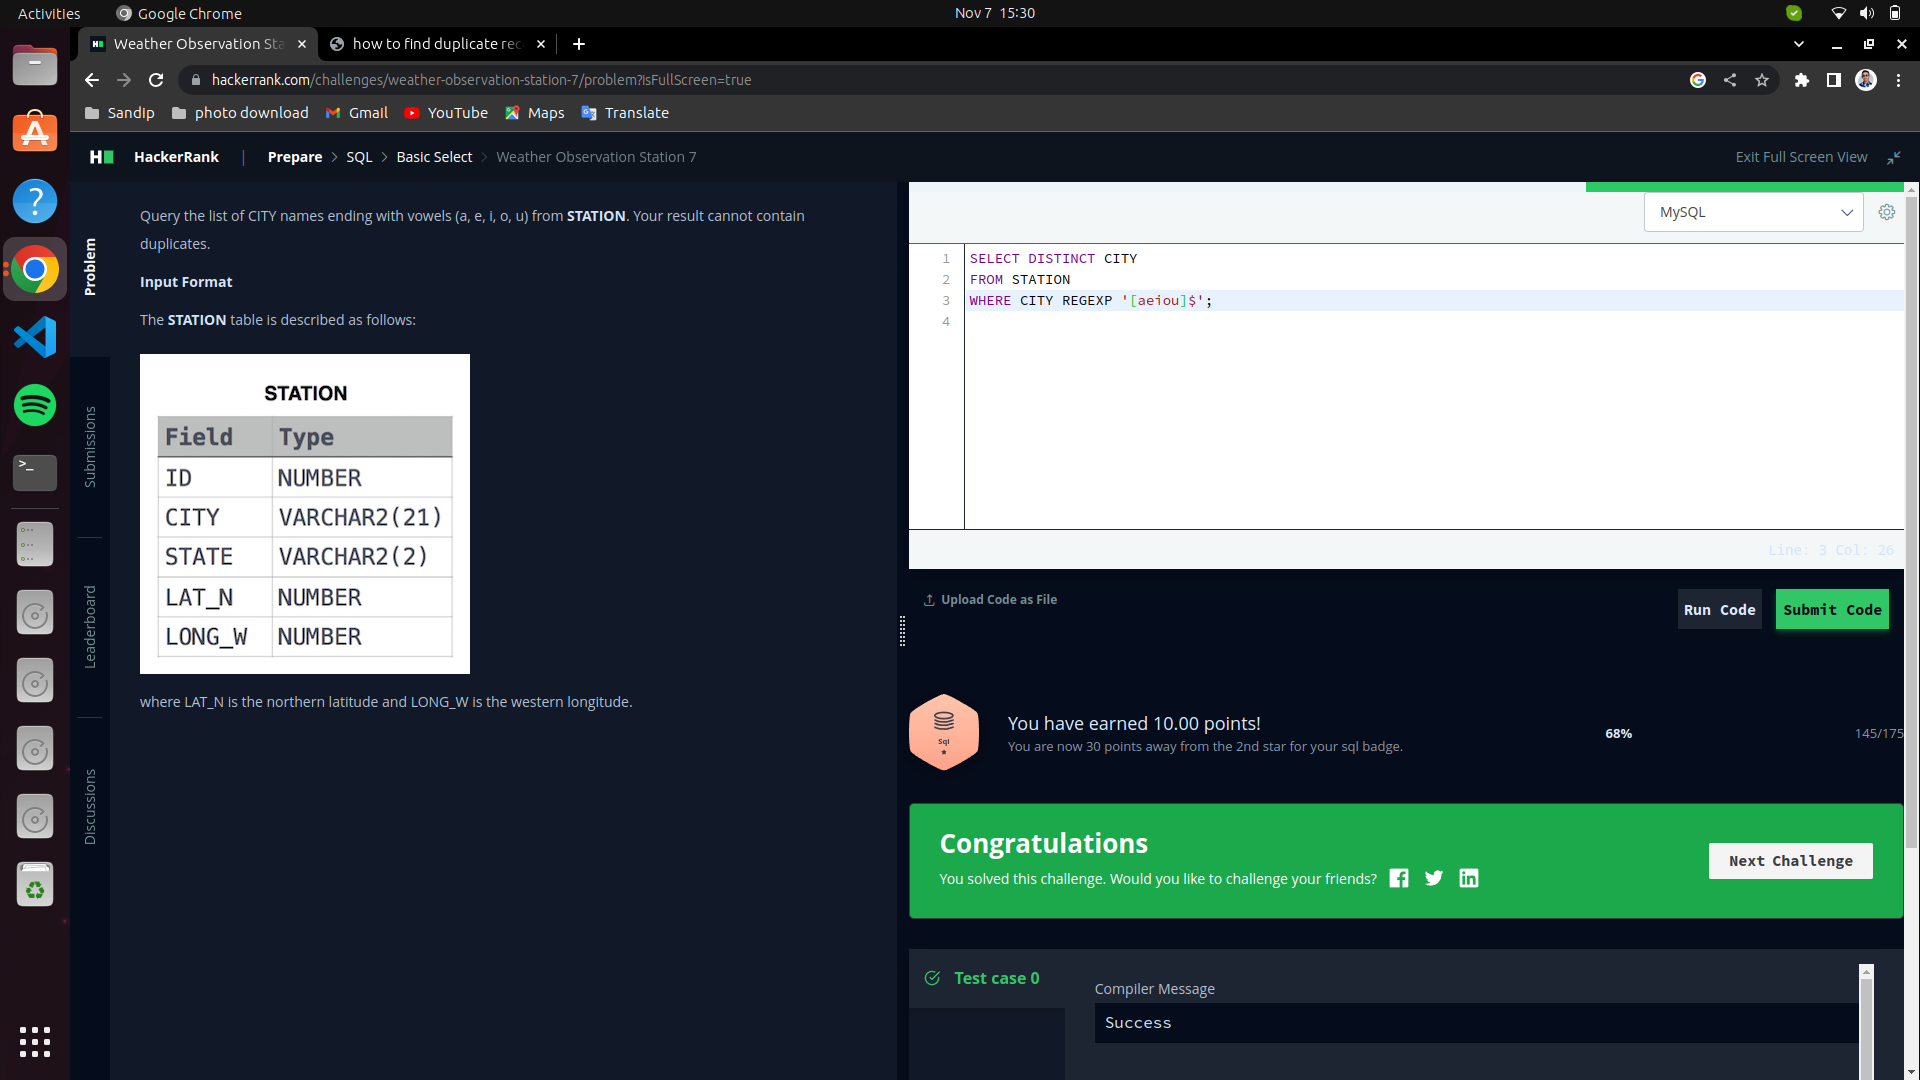 Activities
Google Chrome
Nov 7 15:30
Weather Observation Sta
how to find duplicate rec
hackerrank.com/challenges/weather-observation-station-7/problem?isFullScreen=true
Sandip
photo download
Gmail
YouTube
Maps
Translate
HackerRank | Prepare > SQL > Basic Select > Weather Observation Station 7
Exit Full Screen View
Problem
Submissions
Leaderboard
Discussions
Query the list of CITY names ending with vowels (a, e, i, o, u) from STATION. Your result cannot contain
duplicates.
Input Format
The STATION table is described as follows:
STATION
Field Type
ID NUMBER
CITY VARCHAR2(21)
STATE VARCHAR2(2)
LAT_N NUMBER
LONG_W NUMBER
where LAT_N is the northern latitude and LONG_W is the western longitude.
MySQL
1 SELECT DISTINCT CITY
2 FROM STATION
3 WHERE CITY REGEXP '[aeiou]$';
4
Line: 3 Col: 26
Upload Code as File
Run Code
Submit Code
Sql
You have earned 10.00 points!
You are now 30 points away from the 2nd star for your sql badge.
68%
145/175
Congratulations
You solved this challenge. Would you like to challenge your friends?
Next Challenge
Test case 0
Compiler Message
Success